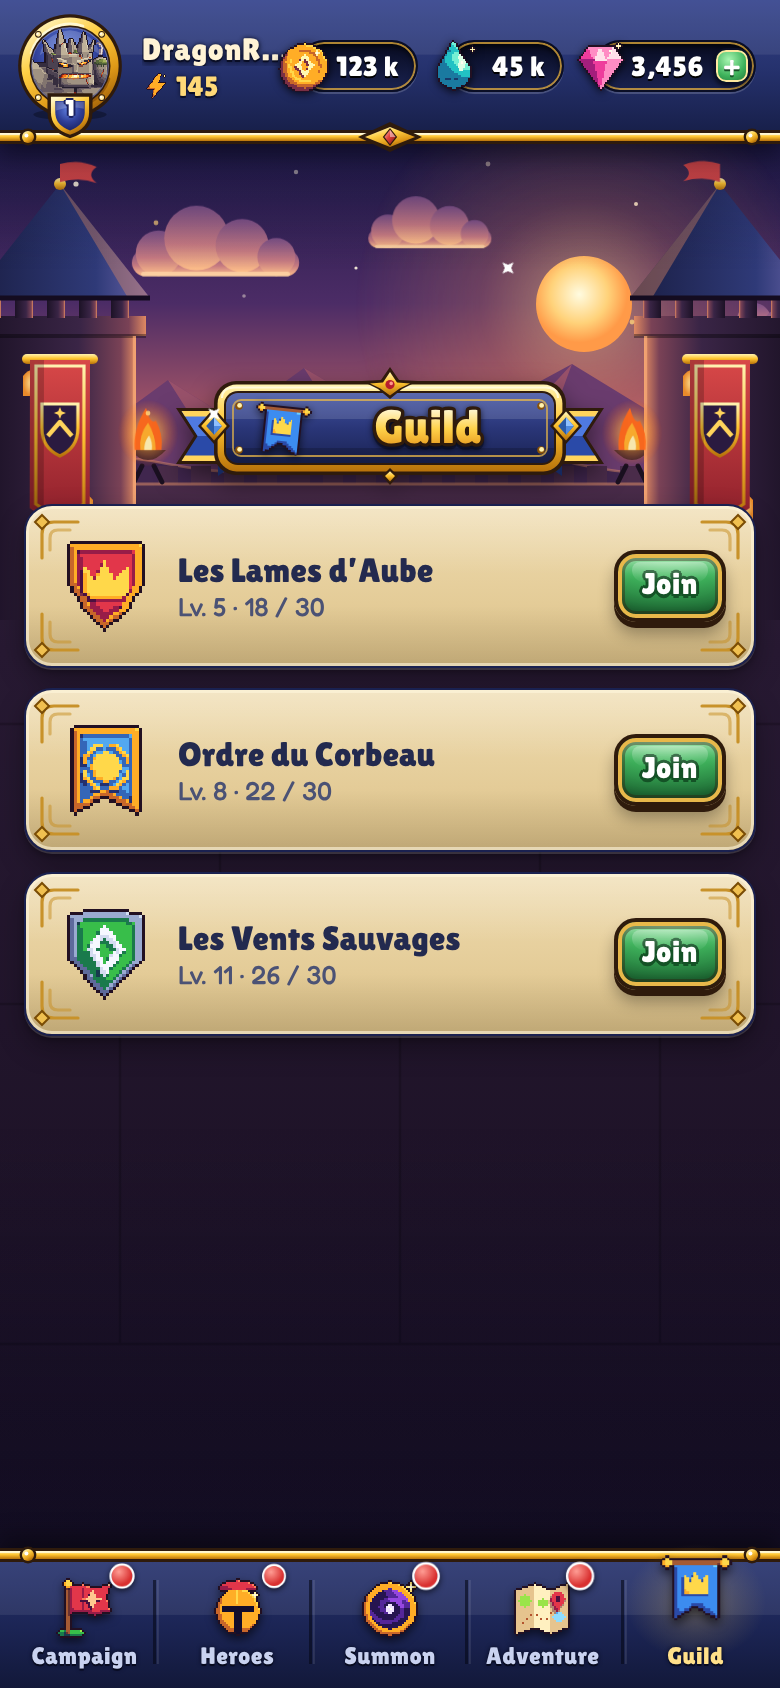 DragonR..
145
1
123 k
45 k
3,456
+
Guild
Les Lames d'Aube
Lv. 5 · 18 / 30
Join
Ordre du Corbeau
Lv. 8 · 22 / 30
Join
Les Vents Sauvages
Lv. 11 · 26 / 30
Join
Campaign
Heroes
Summon
Adventure
Guild